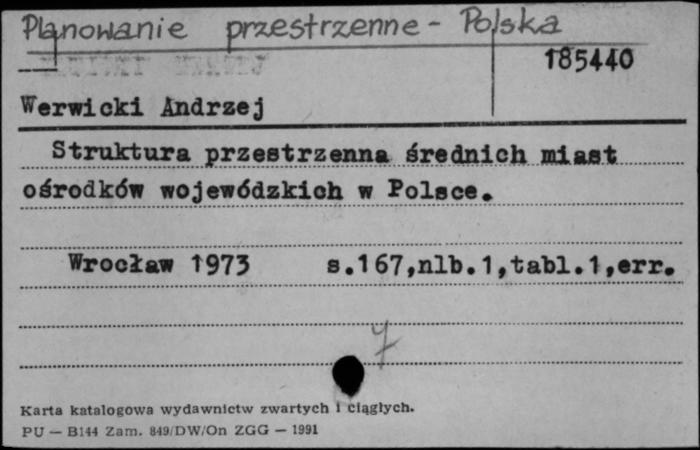 Planowanie przestrzenne - Polska
185440
Werwicki Andrzej
Struktura przestrzenna średnich miast
ośrodków wojewódzkich w Polsce.
Wrocław 1973 s.167,nlb.1,tabl.1,err.
Karta katalogowa wydawnictw zwartych i ciągłych.
PU — B144 Zam. 849/DW/On ZGG — 1991